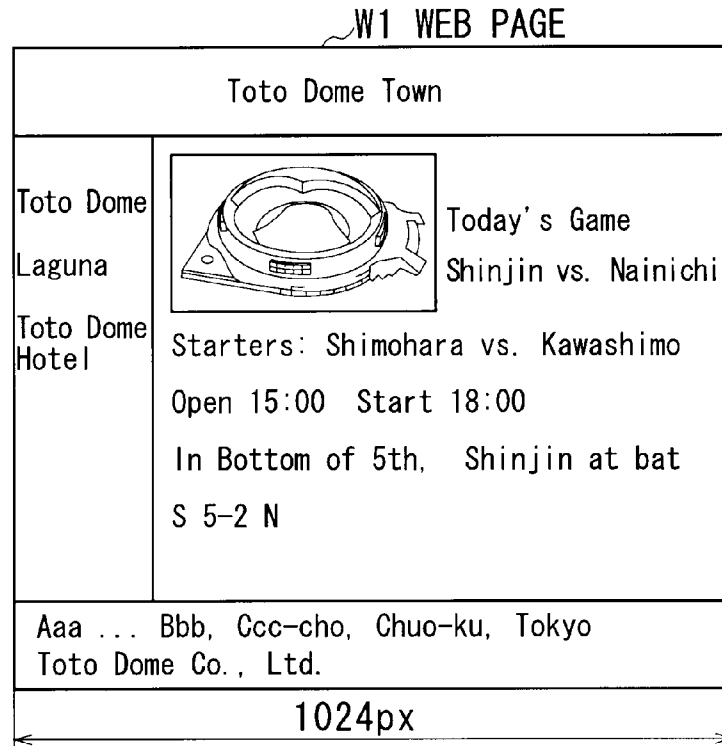 W1 WEB PAGE
Toto Dome Town
Toto Dome
Laguna
Toto Dome
Hotel
Today's Game
Shinjin vs. Nainichi
Starters: Shimohara vs. Kawashimo
Open 15:00 Start 18:00
In Bottom of 5th, Shinjin at bat
S 5-2 N
Aaa ... Bbb, Ccc-cho, Chuo-ku, Tokyo
Toto Dome Co., Ltd.
1024px